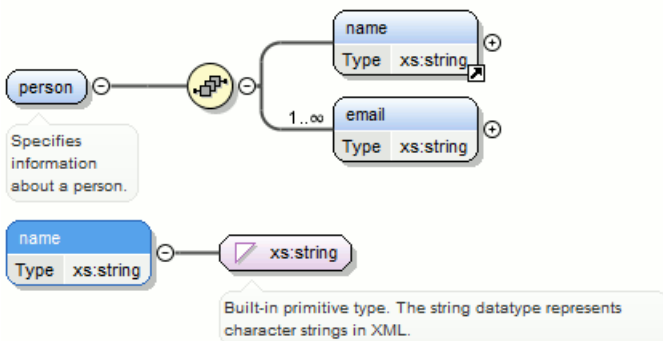 name
Type xs:string
person
1..∞
email
Type xs:string
Specifies
information
about a person.
name
Type xs:string
xs:string
Built-in primitive type. The string datatype represents
character strings in XML.